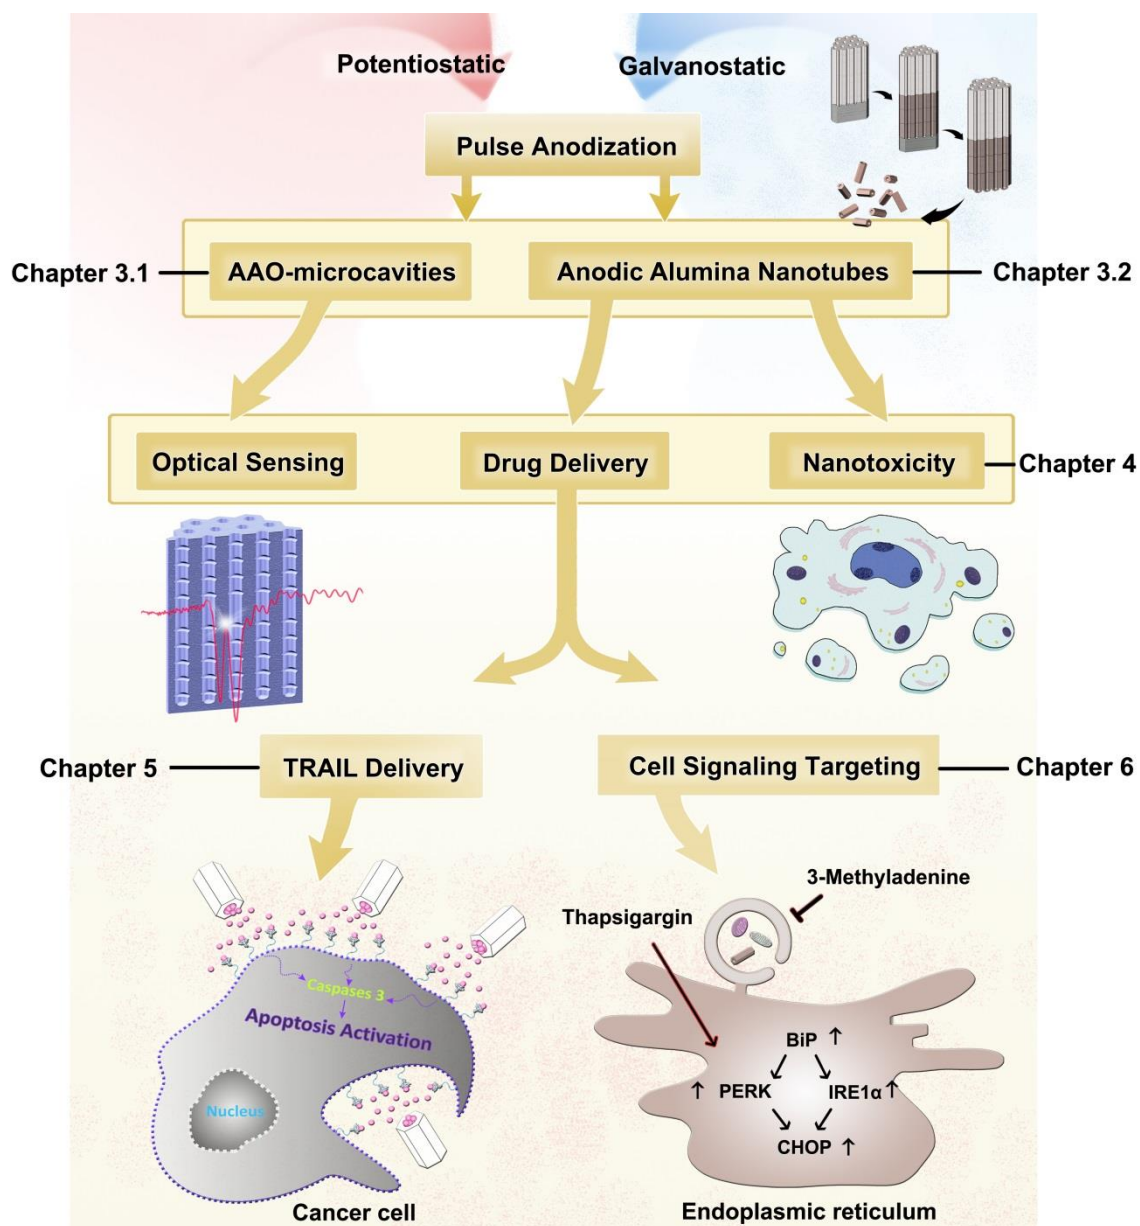 Potentiostatic
Galvanostatic
Pulse Anodization
Chapter 3.1
AAO-microcavities
Anodic Alumina Nanotubes
Chapter 3.2
Optical Sensing
Drug Delivery
Nanotoxicity
Chapter 4
Chapter 5
TRAIL Delivery
Cell Signaling Targeting
Chapter 6
3-Methyladenine
Thapsigargin
Caspases 3
Apoptosis Activation
Nucleus
BiP ↑
↑ PERK
IRE1α ↑
CHOP ↑
Cancer cell
Endoplasmic reticulum